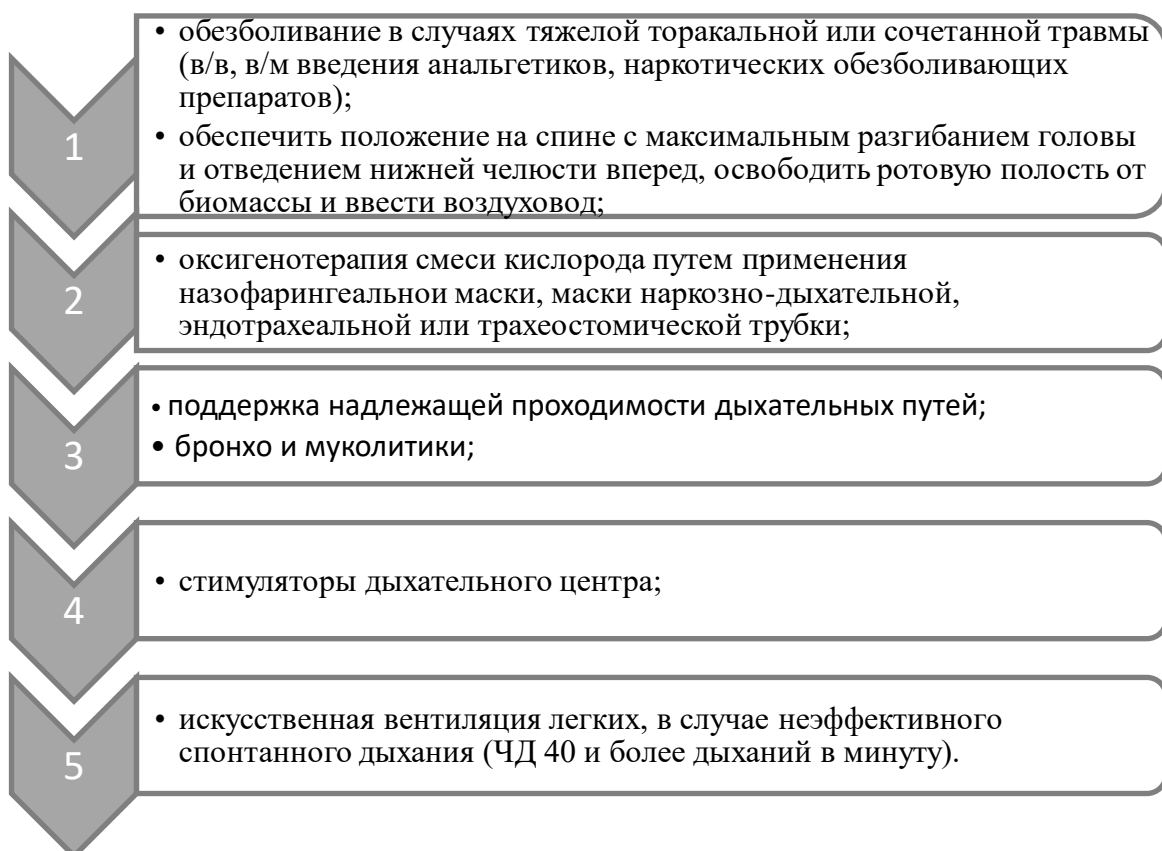 • обезболивание в случаях тяжелой торакальной или сочетанной травмы
(в/в, в/м введения анальгетиков, наркотических обезболивающих
препаратов);
1
• обеспечить положение на спине с максимальным разгибанием головы
и отведением нижней челюсти вперед, освободить ротовую полость от
биомассы и ввести воздуховод;
2
• оксигенотерапия смеси кислорода путем применения
назофарингеальнои маски, маски наркозно-дыхательной,
эндотрахеальной или трахеостомической трубки;
3
• поддержка надлежащей проходимости дыхательных путей;
• бронхо и муколитики;
4
• стимуляторы дыхательного центра;
5
• искусственная вентиляция легких, в случае неэффективного
спонтанного дыхания (ЧД 40 и более дыханий в минуту).